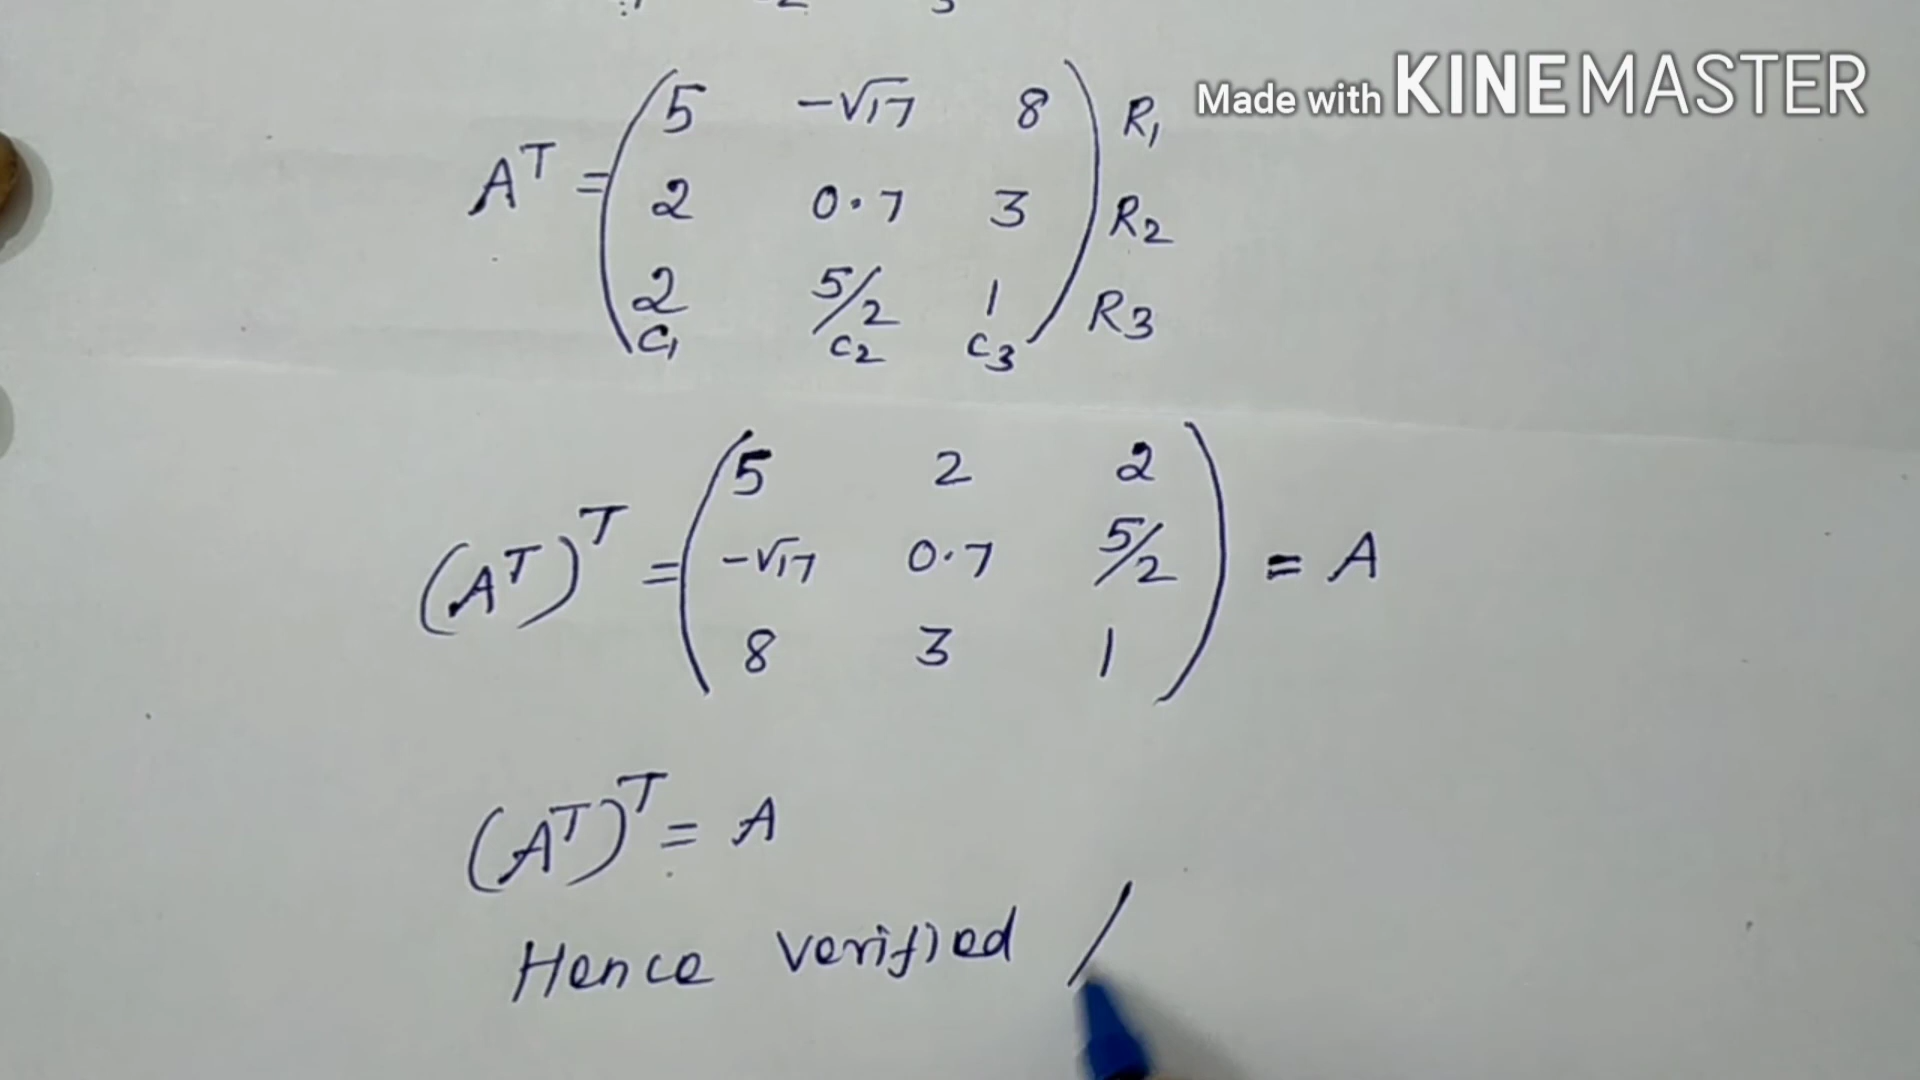 Made with KINEMASTER
5 -√17 8 R1
A^T = 2 0.7 3 R2
2 5/2 1 R3
C1 C2 C3
5 2 2
(A^T)^T = -√17 0.7 5/2 = A
8 3 1
(A^T)^T = A
Hence verified /